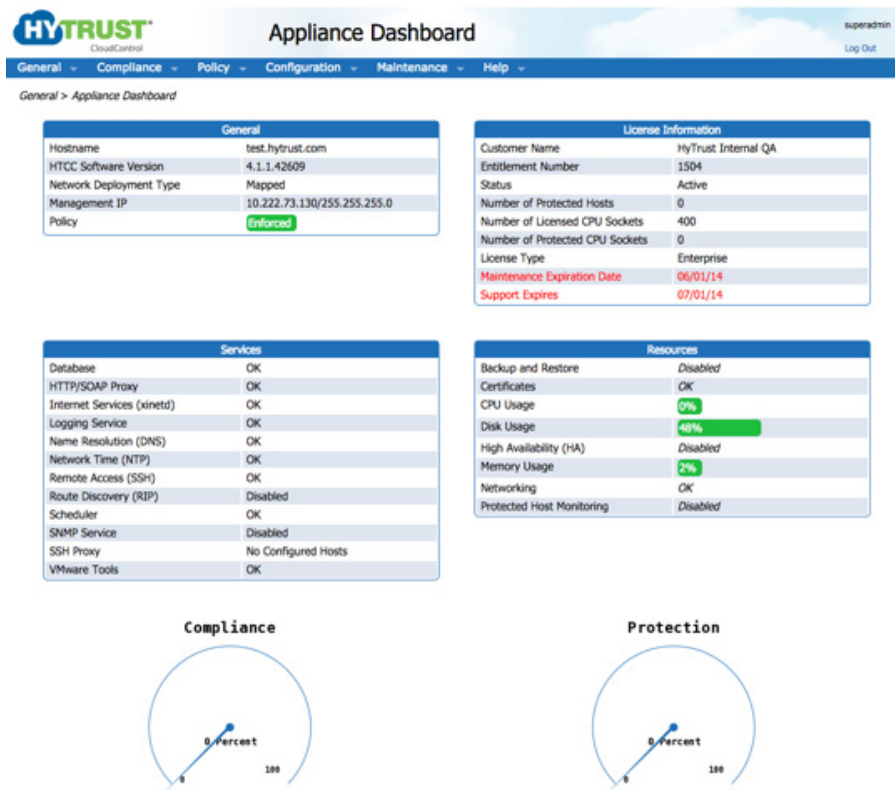 HYTRUST
CloudControl
Appliance Dashboard
superadmin
Log Out
General Compliance Policy Configuration Maintenance Help
General > Appliance Dashboard
General
Hostname test.hytrust.com
HTCC Software Version 4.1.1.42609
Network Deployment Type Mapped
Management IP 10.222.73.130/255.255.255.0
Policy Enforced
License Information
Customer Name HyTrust Internal QA
Entitlement Number 1504
Status Active
Number of Protected Hosts 0
Number of Licensed CPU Sockets 400
Number of Protected CPU Sockets 0
License Type Enterprise
Maintenance Expiration Date 06/01/14
Support Expires 07/01/14
Services
Database OK
HTTP/SOAP Proxy OK
Internet Services (xinetd) OK
Logging Service OK
Name Resolution (DNS) OK
Network Time (NTP) OK
Remote Access (SSH) OK
Route Discovery (RIP) Disabled
Scheduler OK
SNMP Service Disabled
SSH Proxy No Configured Hosts
VMware Tools OK
Resources
Backup and Restore Disabled
Certificates OK
CPU Usage 0%
Disk Usage 48%
High Availability (HA) Disabled
Memory Usage 2%
Networking OK
Protected Host Monitoring Disabled
Compliance
0 Percent
0 100
Protection
0 Percent
0 100